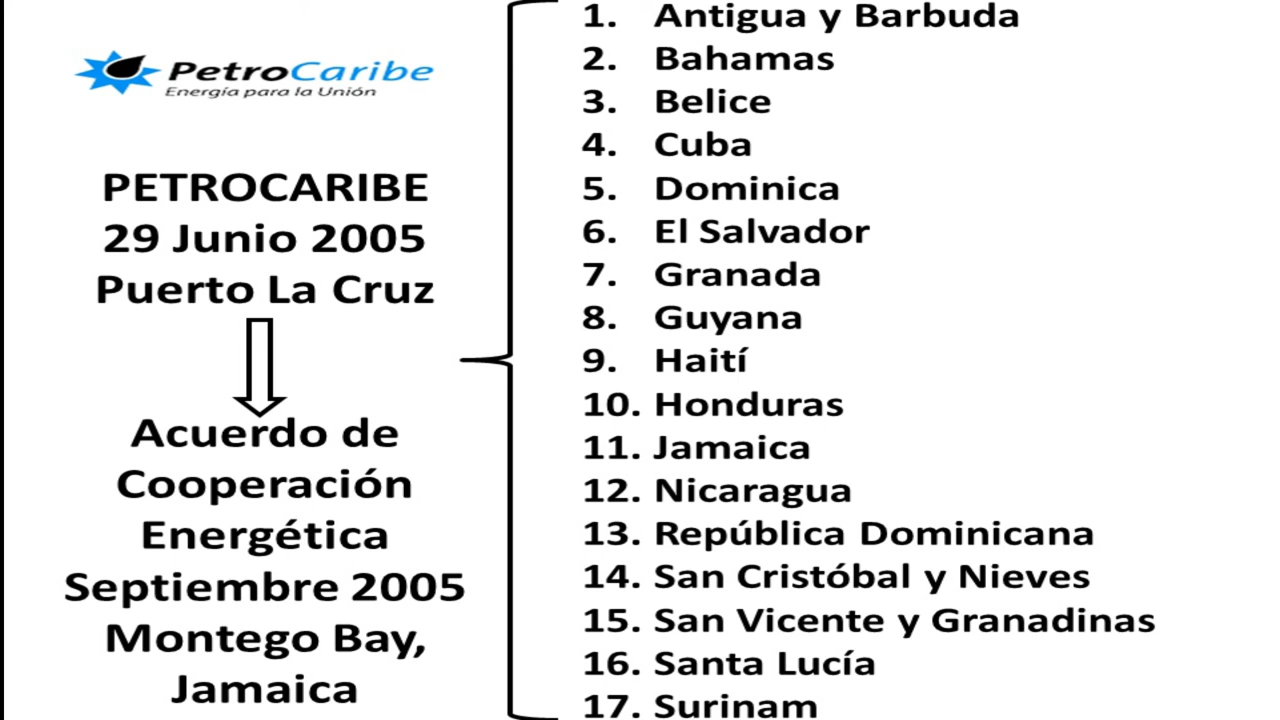 PetroCaribe
Energía para la Unión
PETROCARIBE
29 Junio 2005
Puerto La Cruz
Acuerdo de
Cooperación
Energética
Septiembre 2005
Montego Bay,
Jamaica
1. Antigua y Barbuda
2. Bahamas
3. Belice
4. Cuba
5. Dominica
6. El Salvador
7. Granada
8. Guyana
9. Haití
10. Honduras
11. Jamaica
12. Nicaragua
13. República Dominicana
14. San Cristóbal y Nieves
15. San Vicente y Granadinas
16. Santa Lucía
17. Surinam